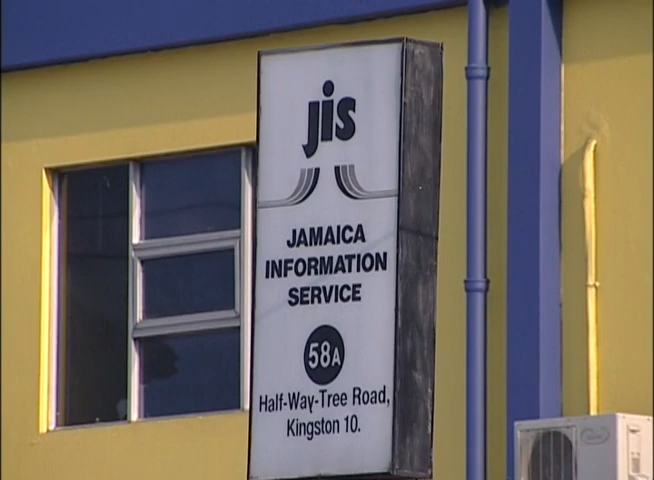 jis
JAMAICA
INFORMATION
SERVICE
58A
Half-Way-Tree Road,
Kingston 10.